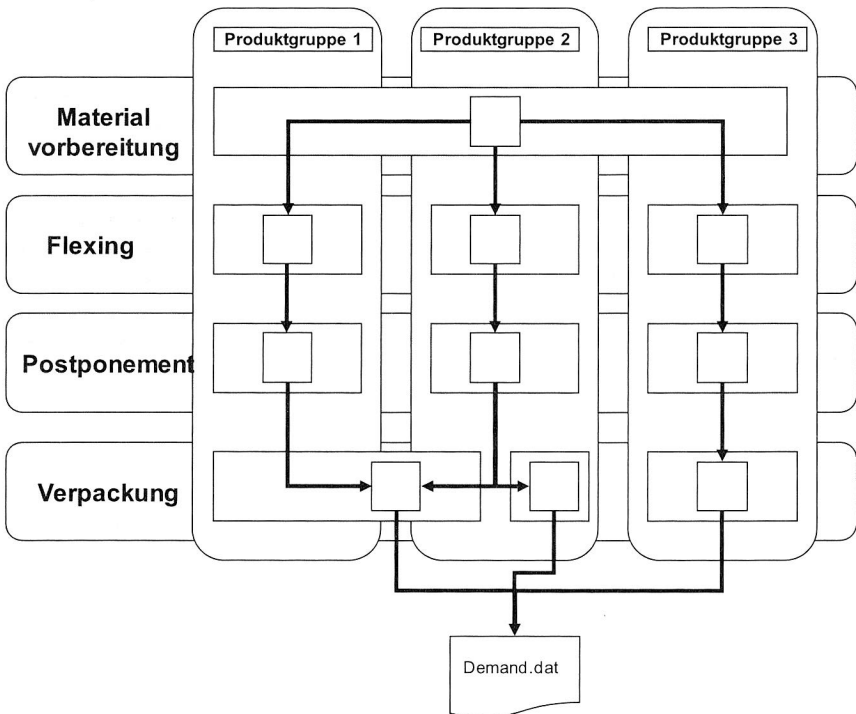 Produktgruppe 1
Produktgruppe 2
Produktgruppe 3
Material
vorbereitung
Flexing
Postponement
Verpackung
Demand.dat